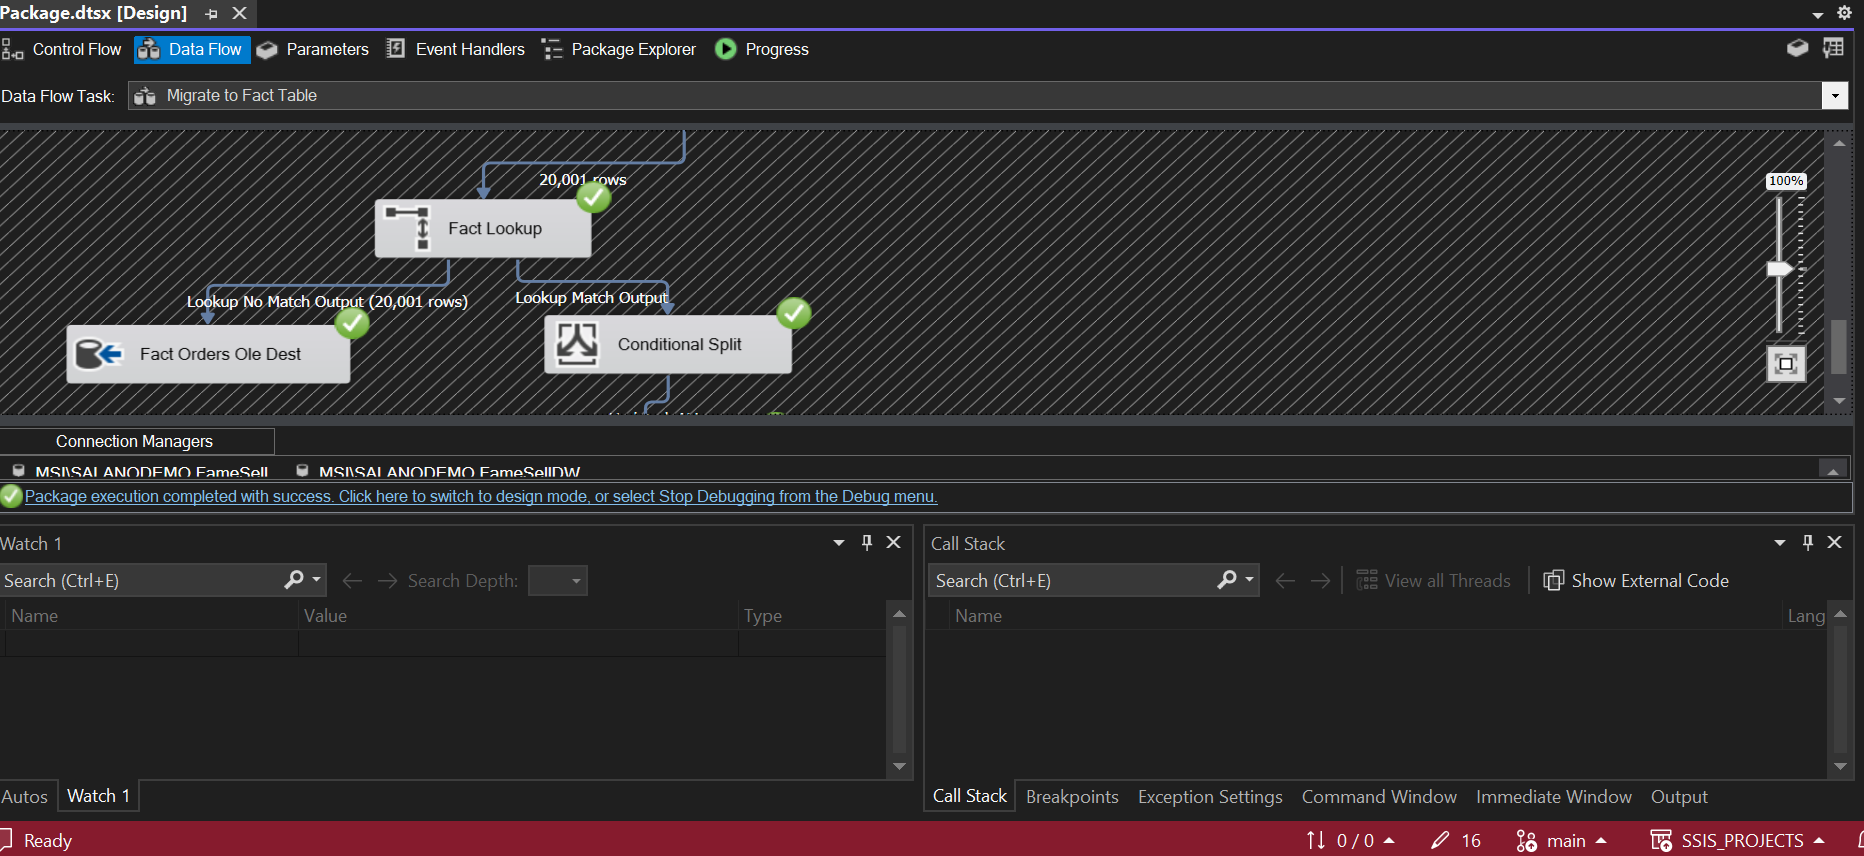 Package.dtsx [Design]
Control Flow Data Flow Parameters Event Handlers Package Explorer Progress
Data Flow Task: Migrate to Fact Table
100%
20,001 rows
Fact Lookup
Lookup No Match Output (20,001 rows)
Lookup Match Output
Fact Orders Ole Dest
Conditional Split
Connection Managers
MSI\SALANODEMO.FameSell MSI\SALANODEMO.FameSellDW
Package execution completed with success. Click here to switch to design mode, or select Stop Debugging from the Debug menu.
Watch 1
Search (Ctrl+E) Search Depth:
Name Value Type
Autos Watch 1
Call Stack
Search (Ctrl+E) View all Threads Show External Code
Name Lang
Call Stack Breakpoints Exception Settings Command Window Immediate Window Output
Ready 0 / 0 16 main SSIS_PROJECTS